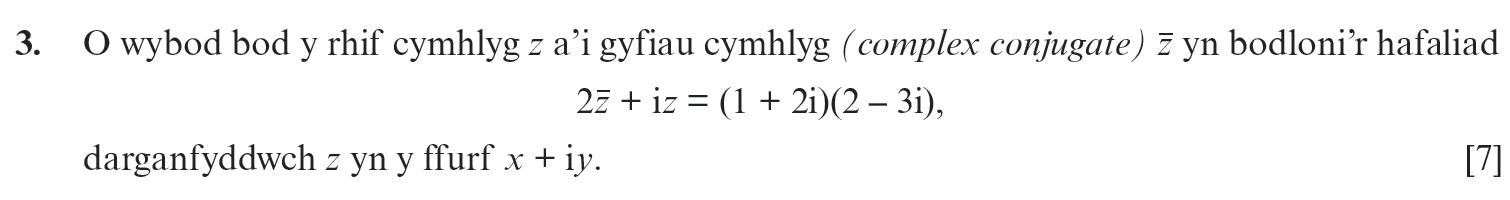 3. O wybod bod y rhif cymhlyg z a’i gyfiau cymhlyg (complex conjugate) z̄ yn bodloni’r hafaliad
2z̄ + iz = (1 + 2i)(2 – 3i),
darganfyddwch z yn y ffurf x + iy. [7]